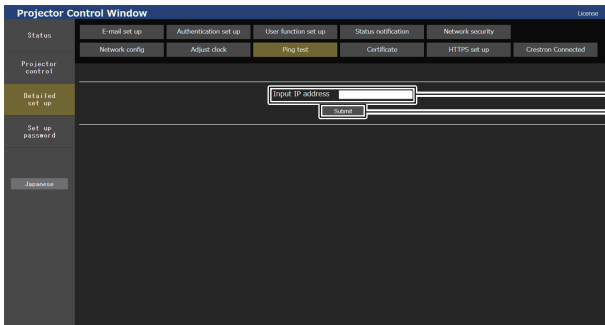 Projector Control Window
License
Status
E-mail set up
Authentication set up
User function set up
Status notification
Network security
Network config
Adjust clock
Ping test
Certificate
HTTPS set up
Crestron Connected
Projector
control
Detailed
set up
Set up
password
Japanese
Input IP address
Submit